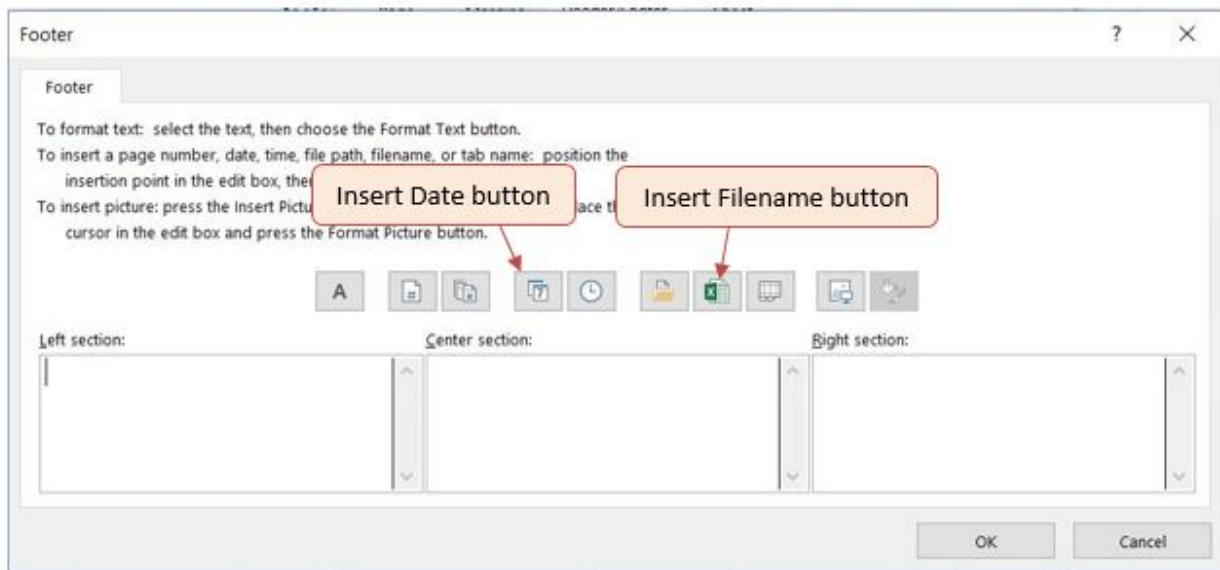 Footer
? 
Footer
To format text: select the text, then choose the Format Text button.
To insert a page number, date, time, file path, filename, or tab name: position the
insertion point in the edit box, the
Insert Date button
Insert Filename button
To insert picture: press the Insert Pictu
cursor in the edit box and press the Format Picture button.
A
Left section:
Center section:
Right section:
OK
Cancel